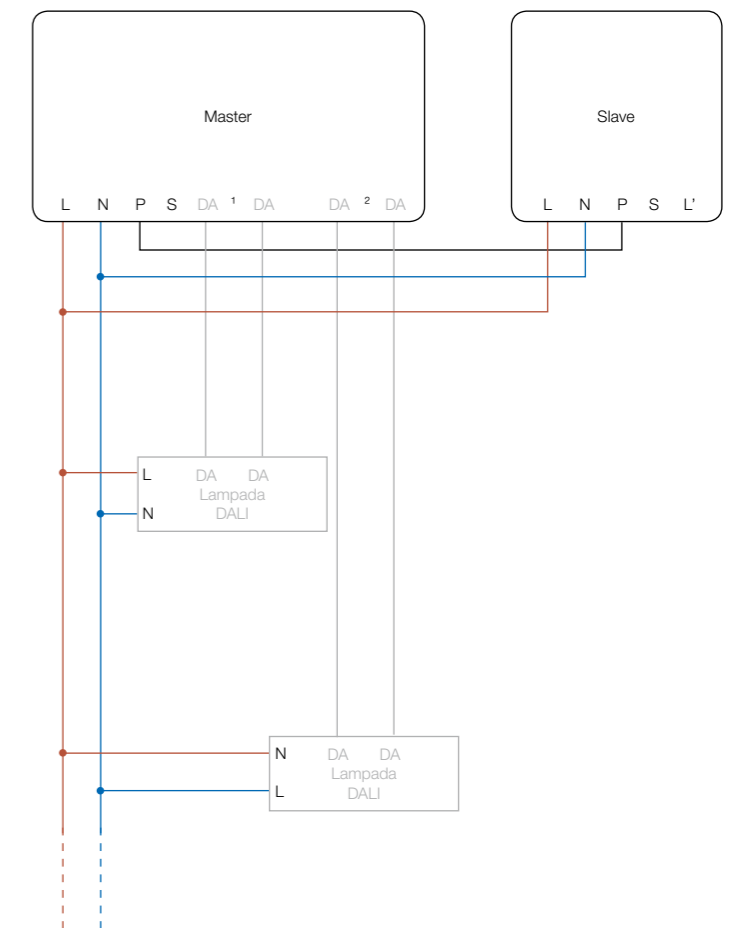 Master
Slave
L N P S DA ¹ DA DA ² DA
L N P S L'
L DA DA
Lampada
N DALI
N DA DA
Lampada
L DALI